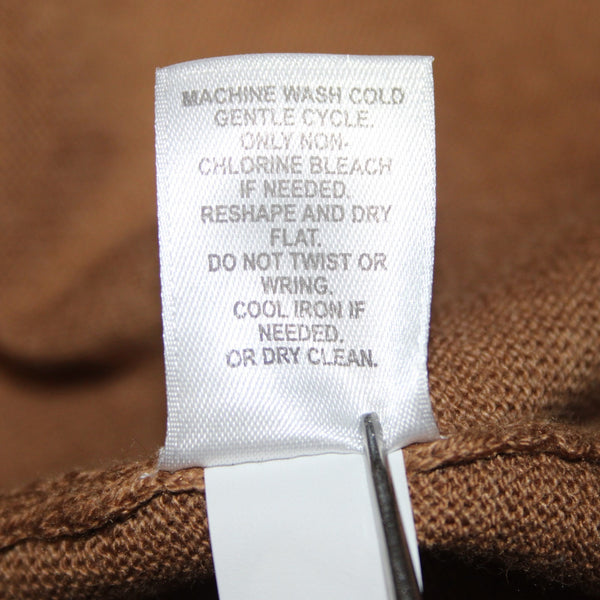 MACHINE WASH COLD
GENTLE CYCLE.
ONLY NON-
CHLORINE BLEACH
IF NEEDED.
RESHAPE AND DRY
FLAT.
DO NOT TWIST OR
WRING.
COOL IRON IF
NEEDED.
OR DRY CLEAN.